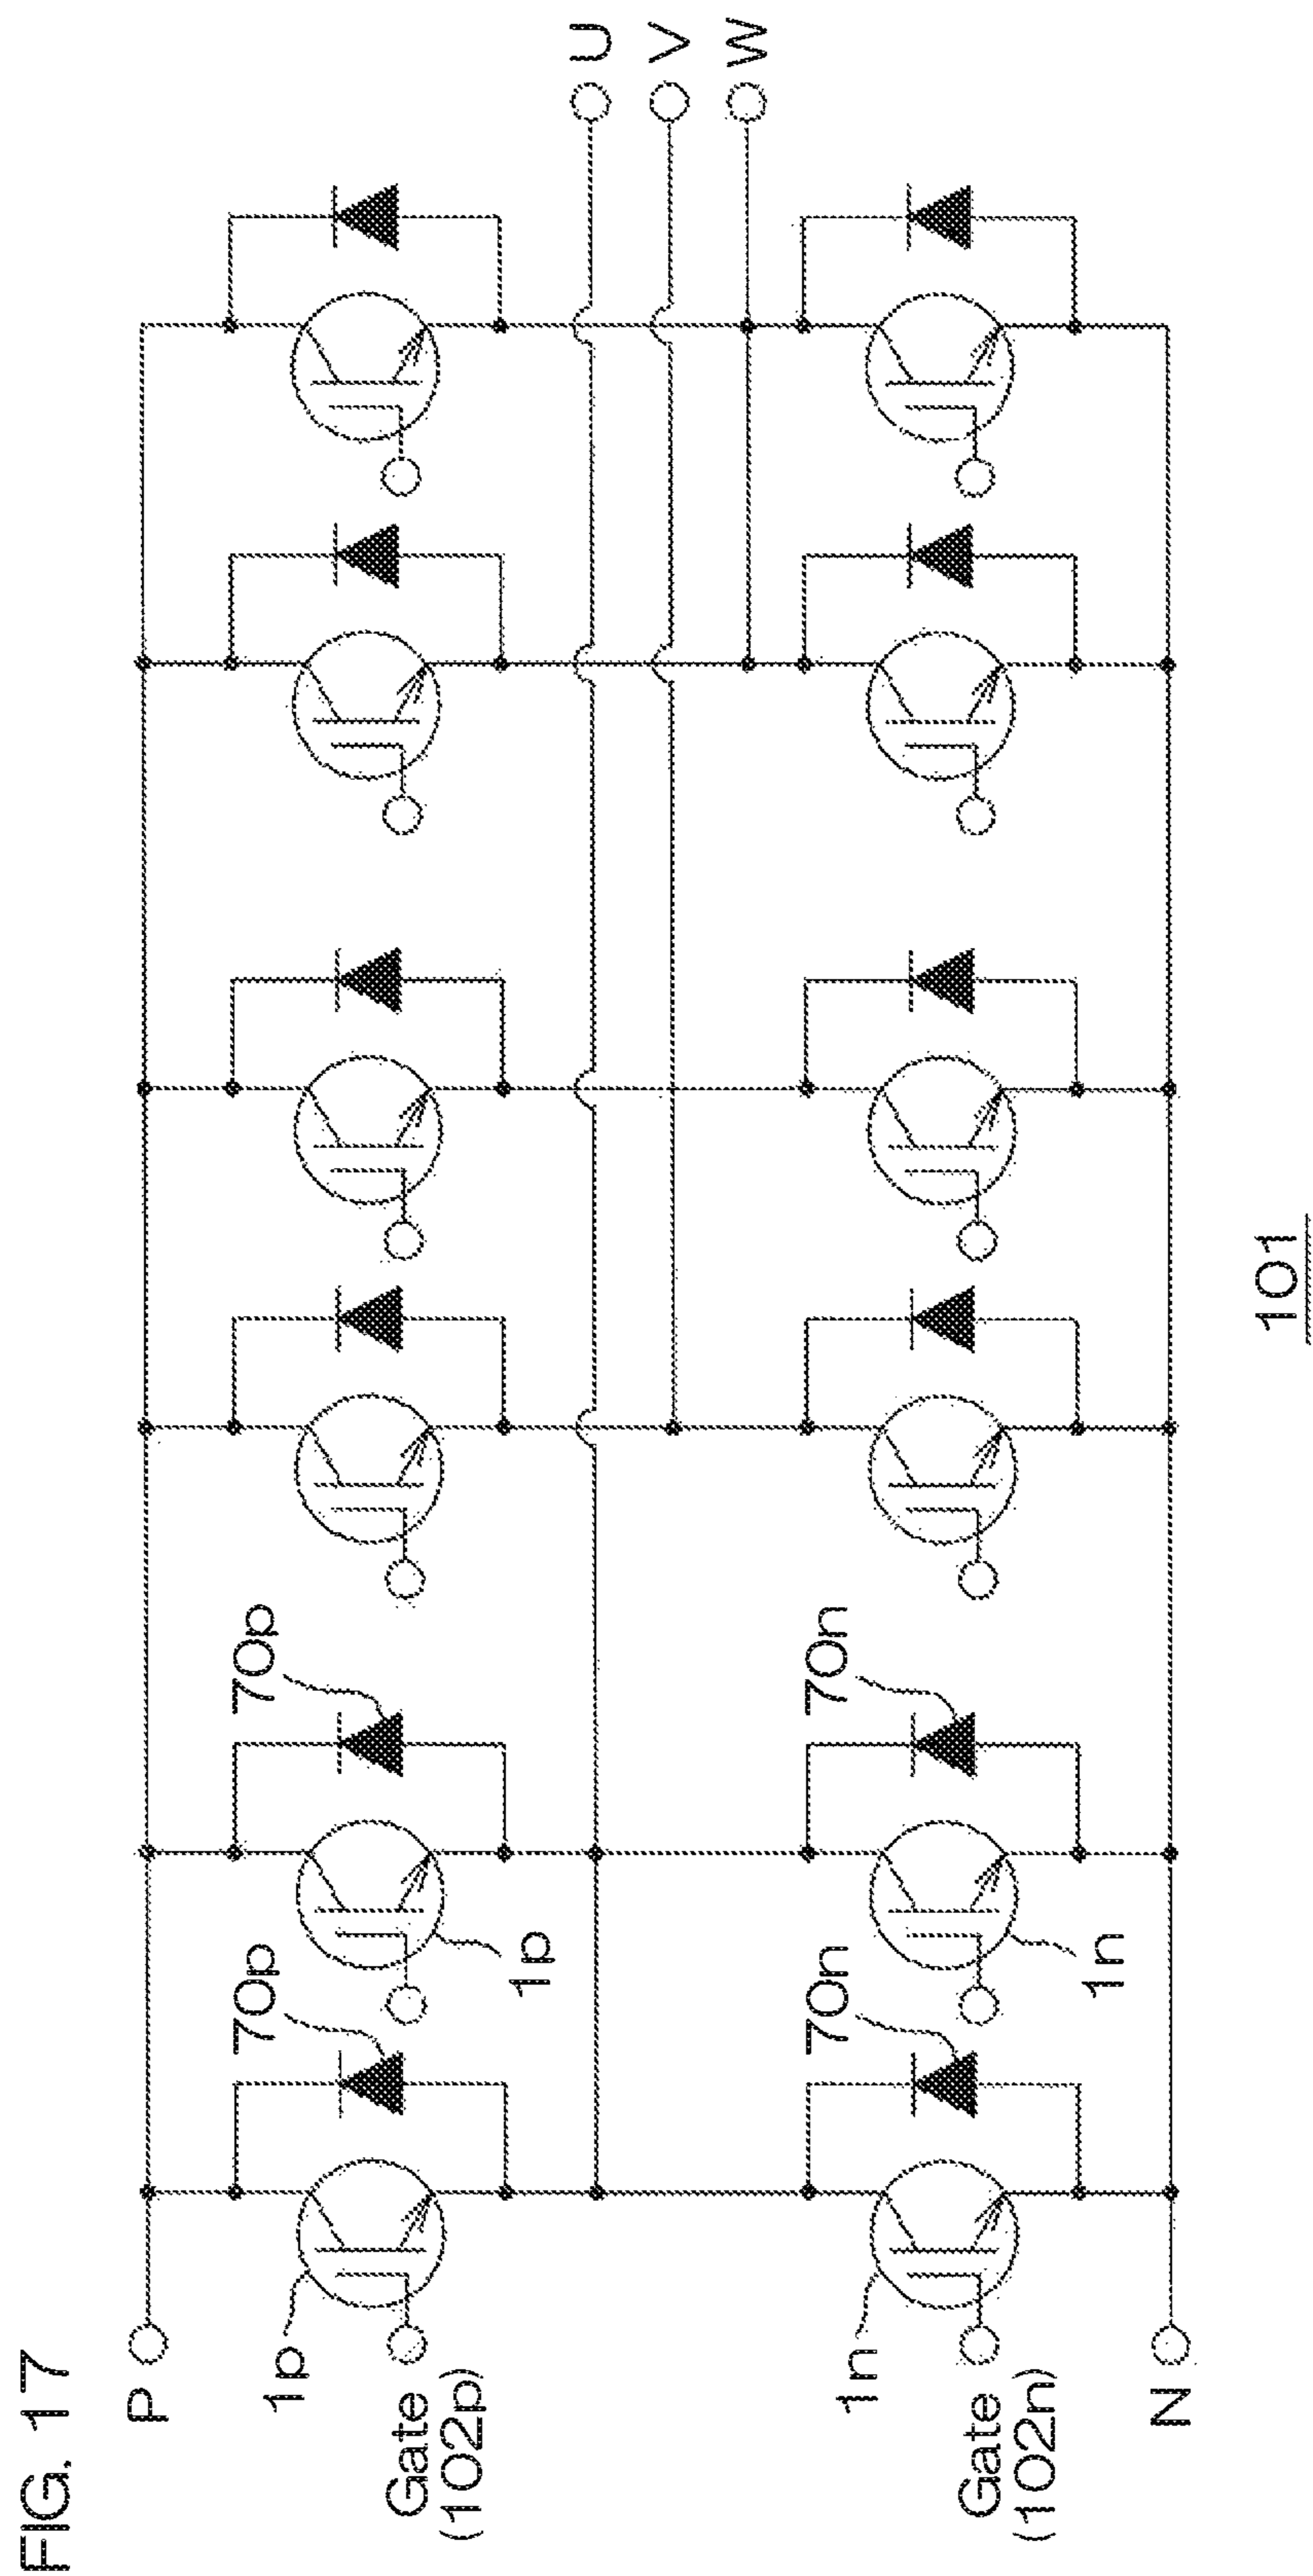 FIG. 17
P
1p
Gate
(102p)
70p
1p
70p
1n
Gate
(102n)
70n
1n
70n
N
U
V
W
101